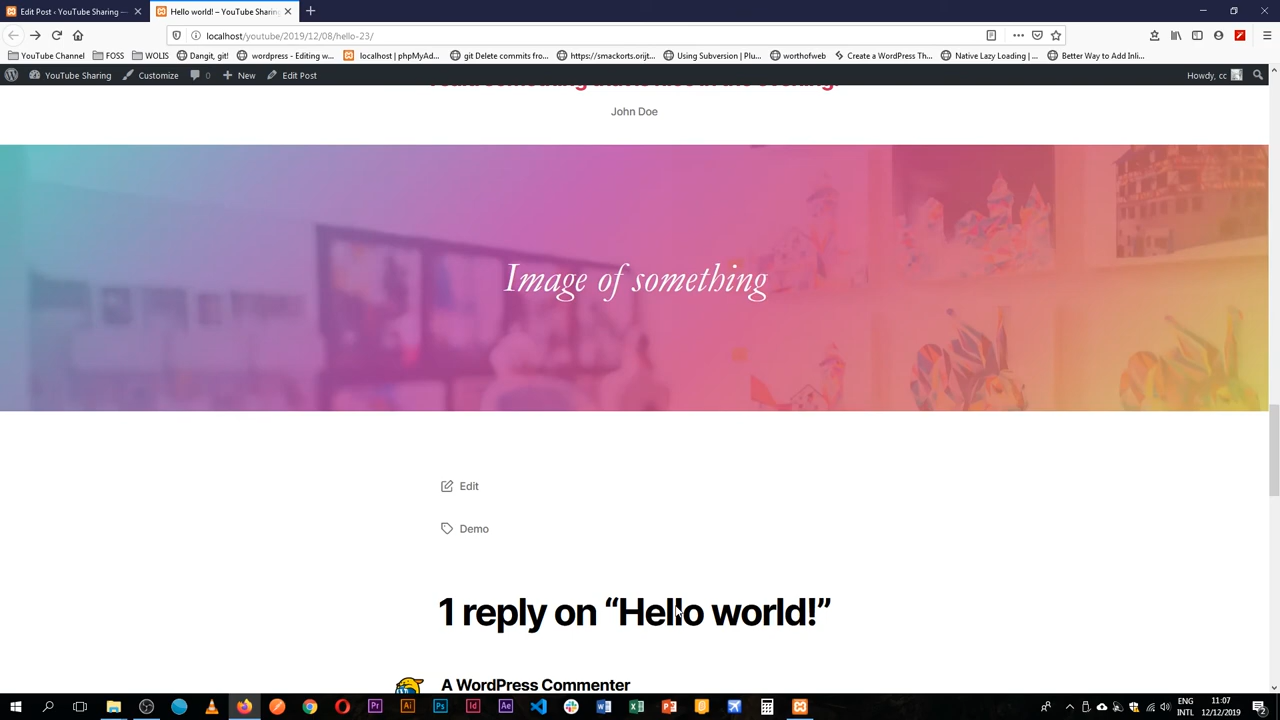 Edit Post ‹ YouTube Sharing —
Hello world! – YouTube Sharing
localhost/youtube/2019/12/08/hello-23/
YouTube Channel
FOSS
WOLIS
Dangit, git!
wordpress - Editing w...
localhost | phpMyAd...
git Delete commits fro...
https://smackorts.orijt...
Using Subversion | Plu...
worthofweb
Create a WordPress Th...
Native Lazy Loading | ...
Better Way to Add Inli...
YouTube Sharing
Customize
0
New
Edit Post
Howdy, cc
John Doe
Image of something
Edit
Demo
1 reply on “Hello world!”
A WordPress Commenter
ENG
INTL
11:07
12/12/2019
2